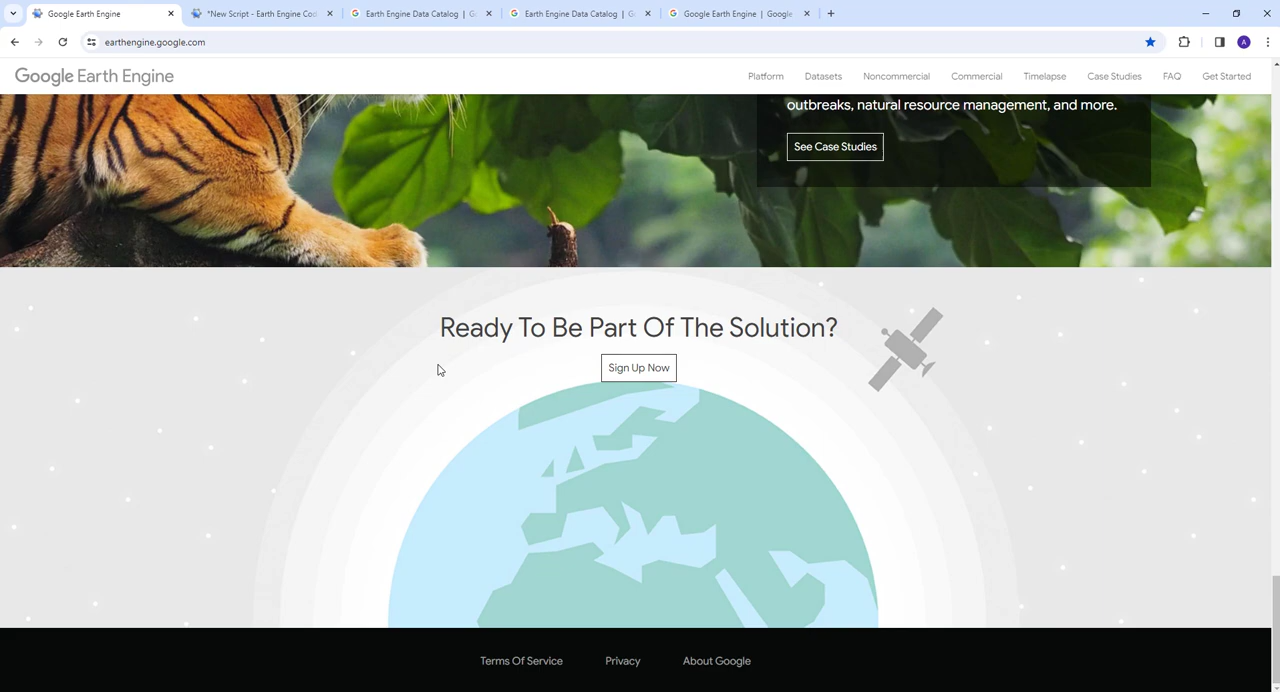 Google Earth Engine
*New Script - Earth Engine Cod
Earth Engine Data Catalog | G
Earth Engine Data Catalog | G
Google Earth Engine | Google
earthengine.google.com
A
Google Earth Engine
Platform
Datasets
Noncommercial
Commercial
Timelapse
Case Studies
FAQ
Get Started
outbreaks, natural resource management, and more.
See Case Studies
Ready To Be Part Of The Solution?
Sign Up Now
Terms Of Service
Privacy
About Google